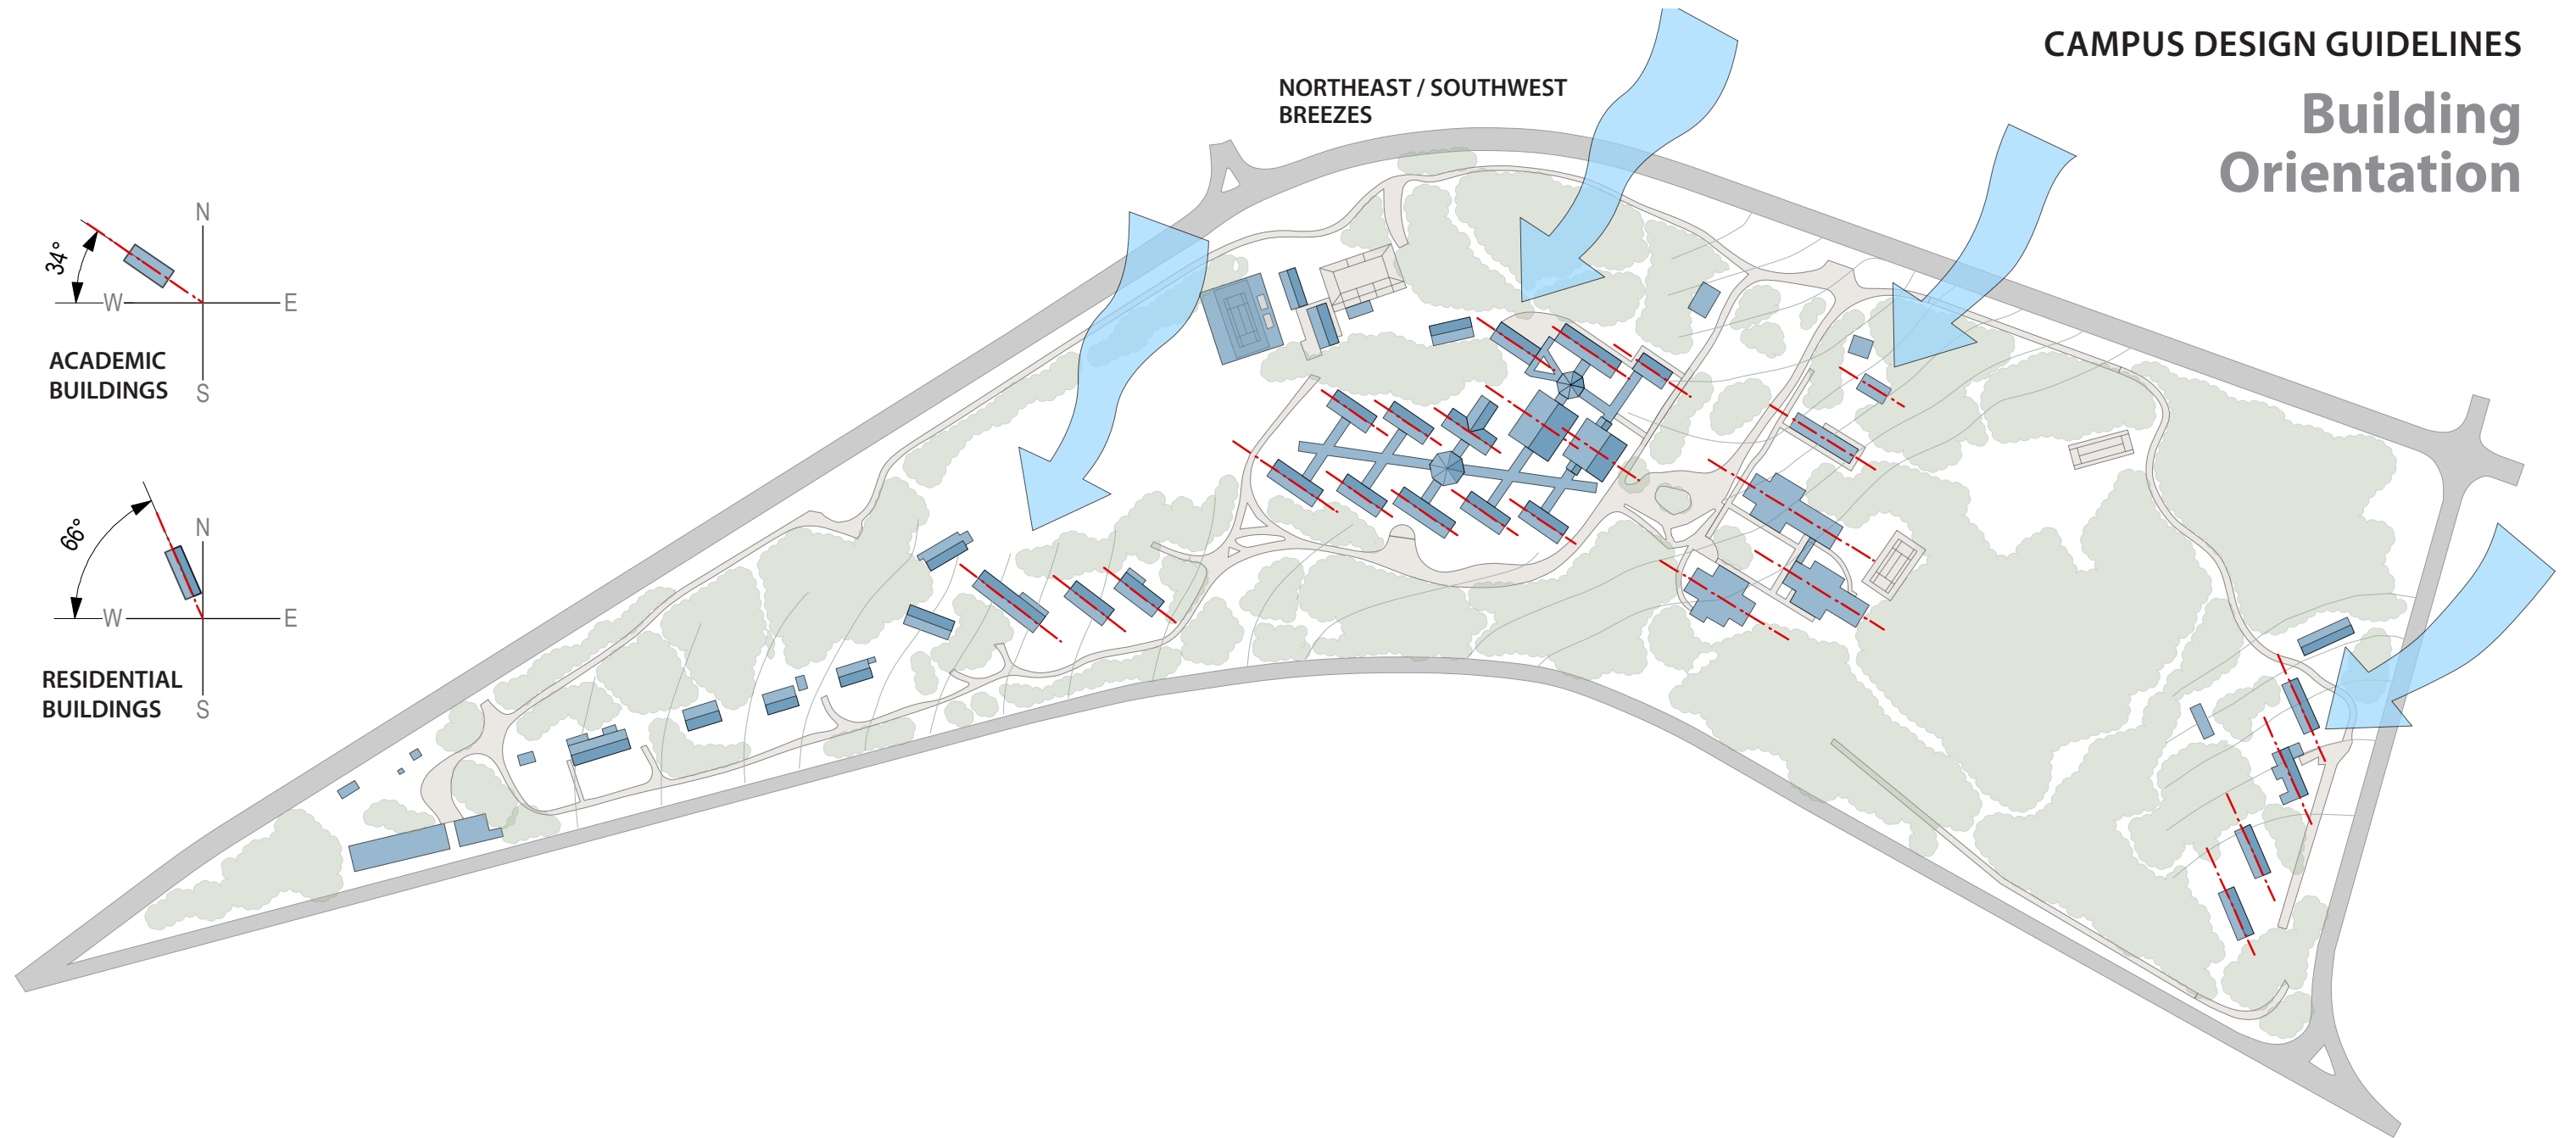 CAMPUS DESIGN GUIDELINES
Building
Orientation
NORTHEAST / SOUTHWEST
BREEZES
N
34°
W
E
S
ACADEMIC
BUILDINGS
N
66°
W
E
S
RESIDENTIAL
BUILDINGS